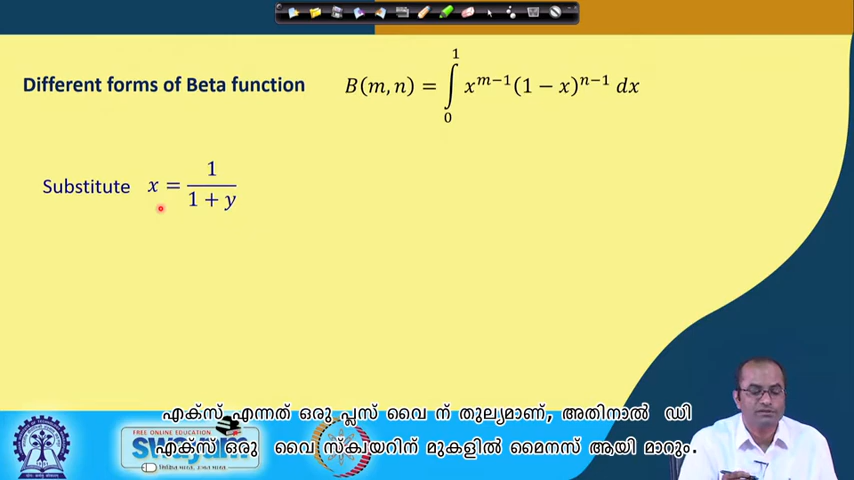 Different forms of Beta function
B(m, n) = ∫₀¹ x^{m−1}(1 − x)^{n−1} dx
Substitute x = 1/(1 + y)
എക്സ് എന്നത് ഒരു പ്ലസ് വൈ ന് തുല്യമാണ്, അതിനാൽ ഡി
എക്സ് ഒരു വൈ സ്ക്വയറിന് മുകളിൽ മൈനസ് ആയി മാറും.
FREE ONLINE EDUCATION
swayam